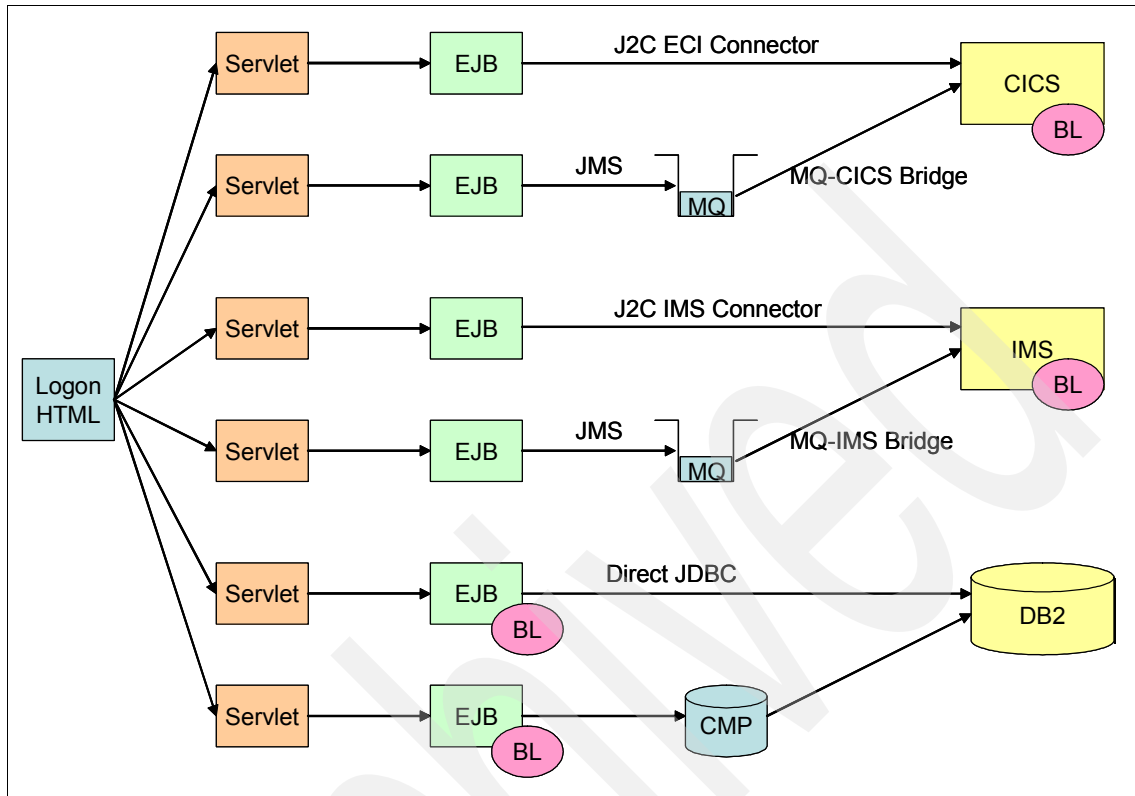 J2C ECI Connector
Servlet
EJB
CICS
BL
JMS
Servlet
EJB
MQ-CICS Bridge
MQ
J2C IMS Connector
Servlet
EJB
IMS
BL
Logon
HTML
JMS
Servlet
EJB
MQ-IMS Bridge
MQ
Direct JDBC
Servlet
EJB
BL
DB2
Servlet
EJB
BL
CMP
hived